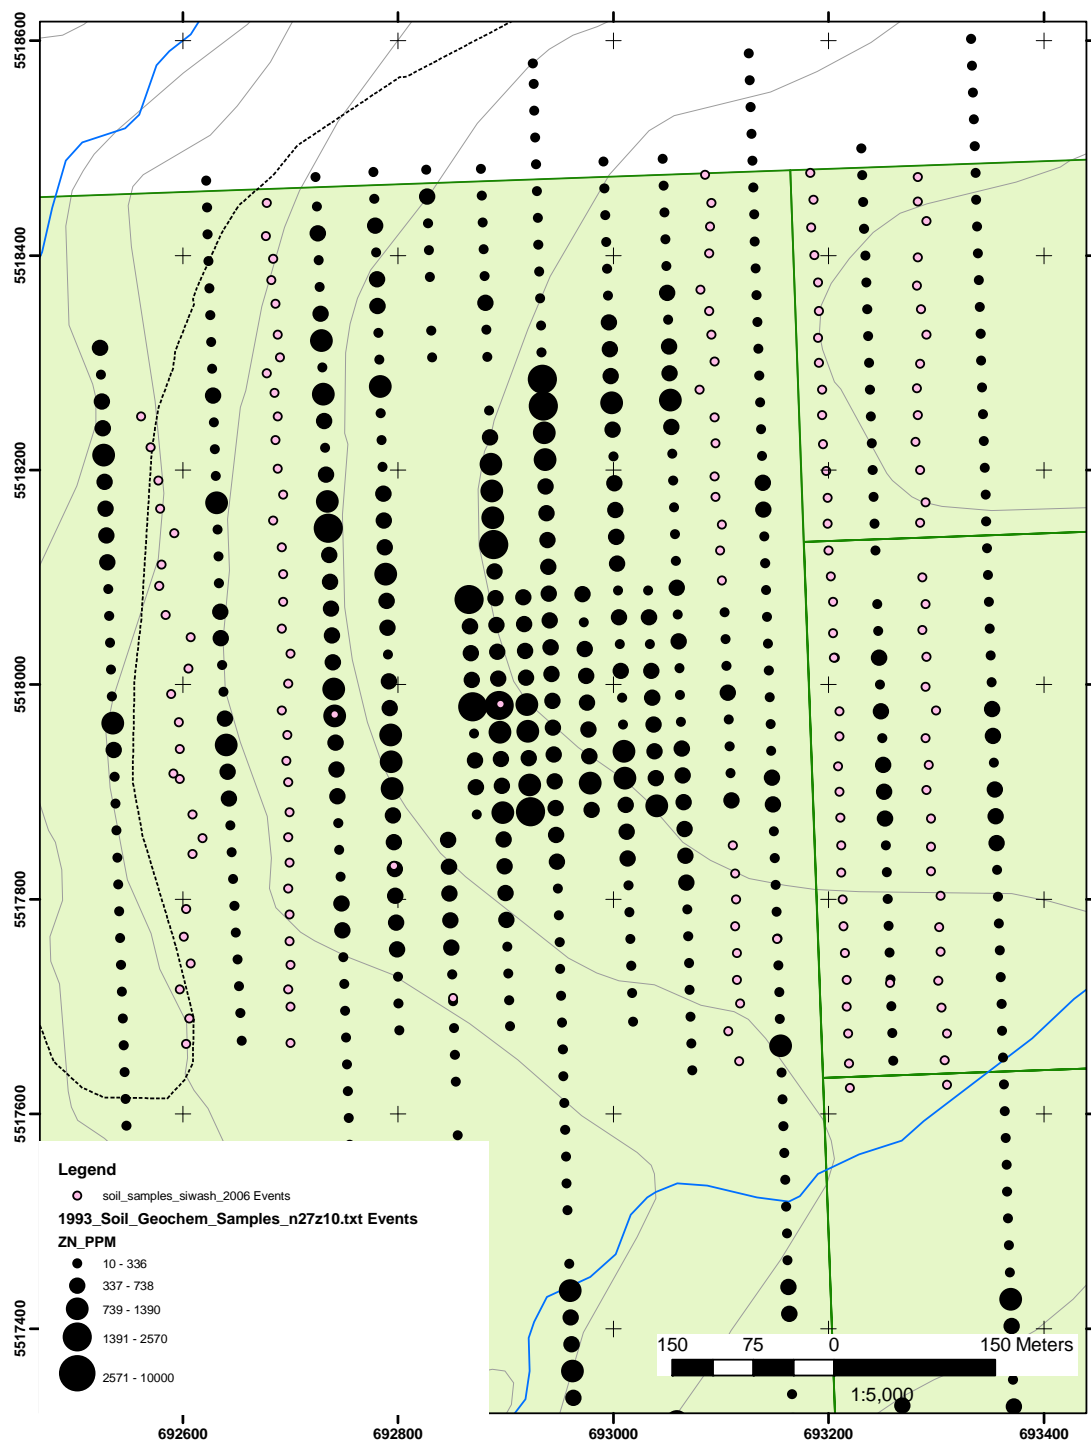 5518600
5518400
5518200
5518000
5517800
5517600
5517400
Legend
soil_samples_siwash_2006 Events
1993_Soil_Geochem_Samples_n27z10.txt Events
ZN_PPM
10 - 336
337 - 738
739 - 1390
1391 - 2570
2571 - 10000
150 75 0 150 Meters
1:5,000
692600 692800 693000 693200 693400